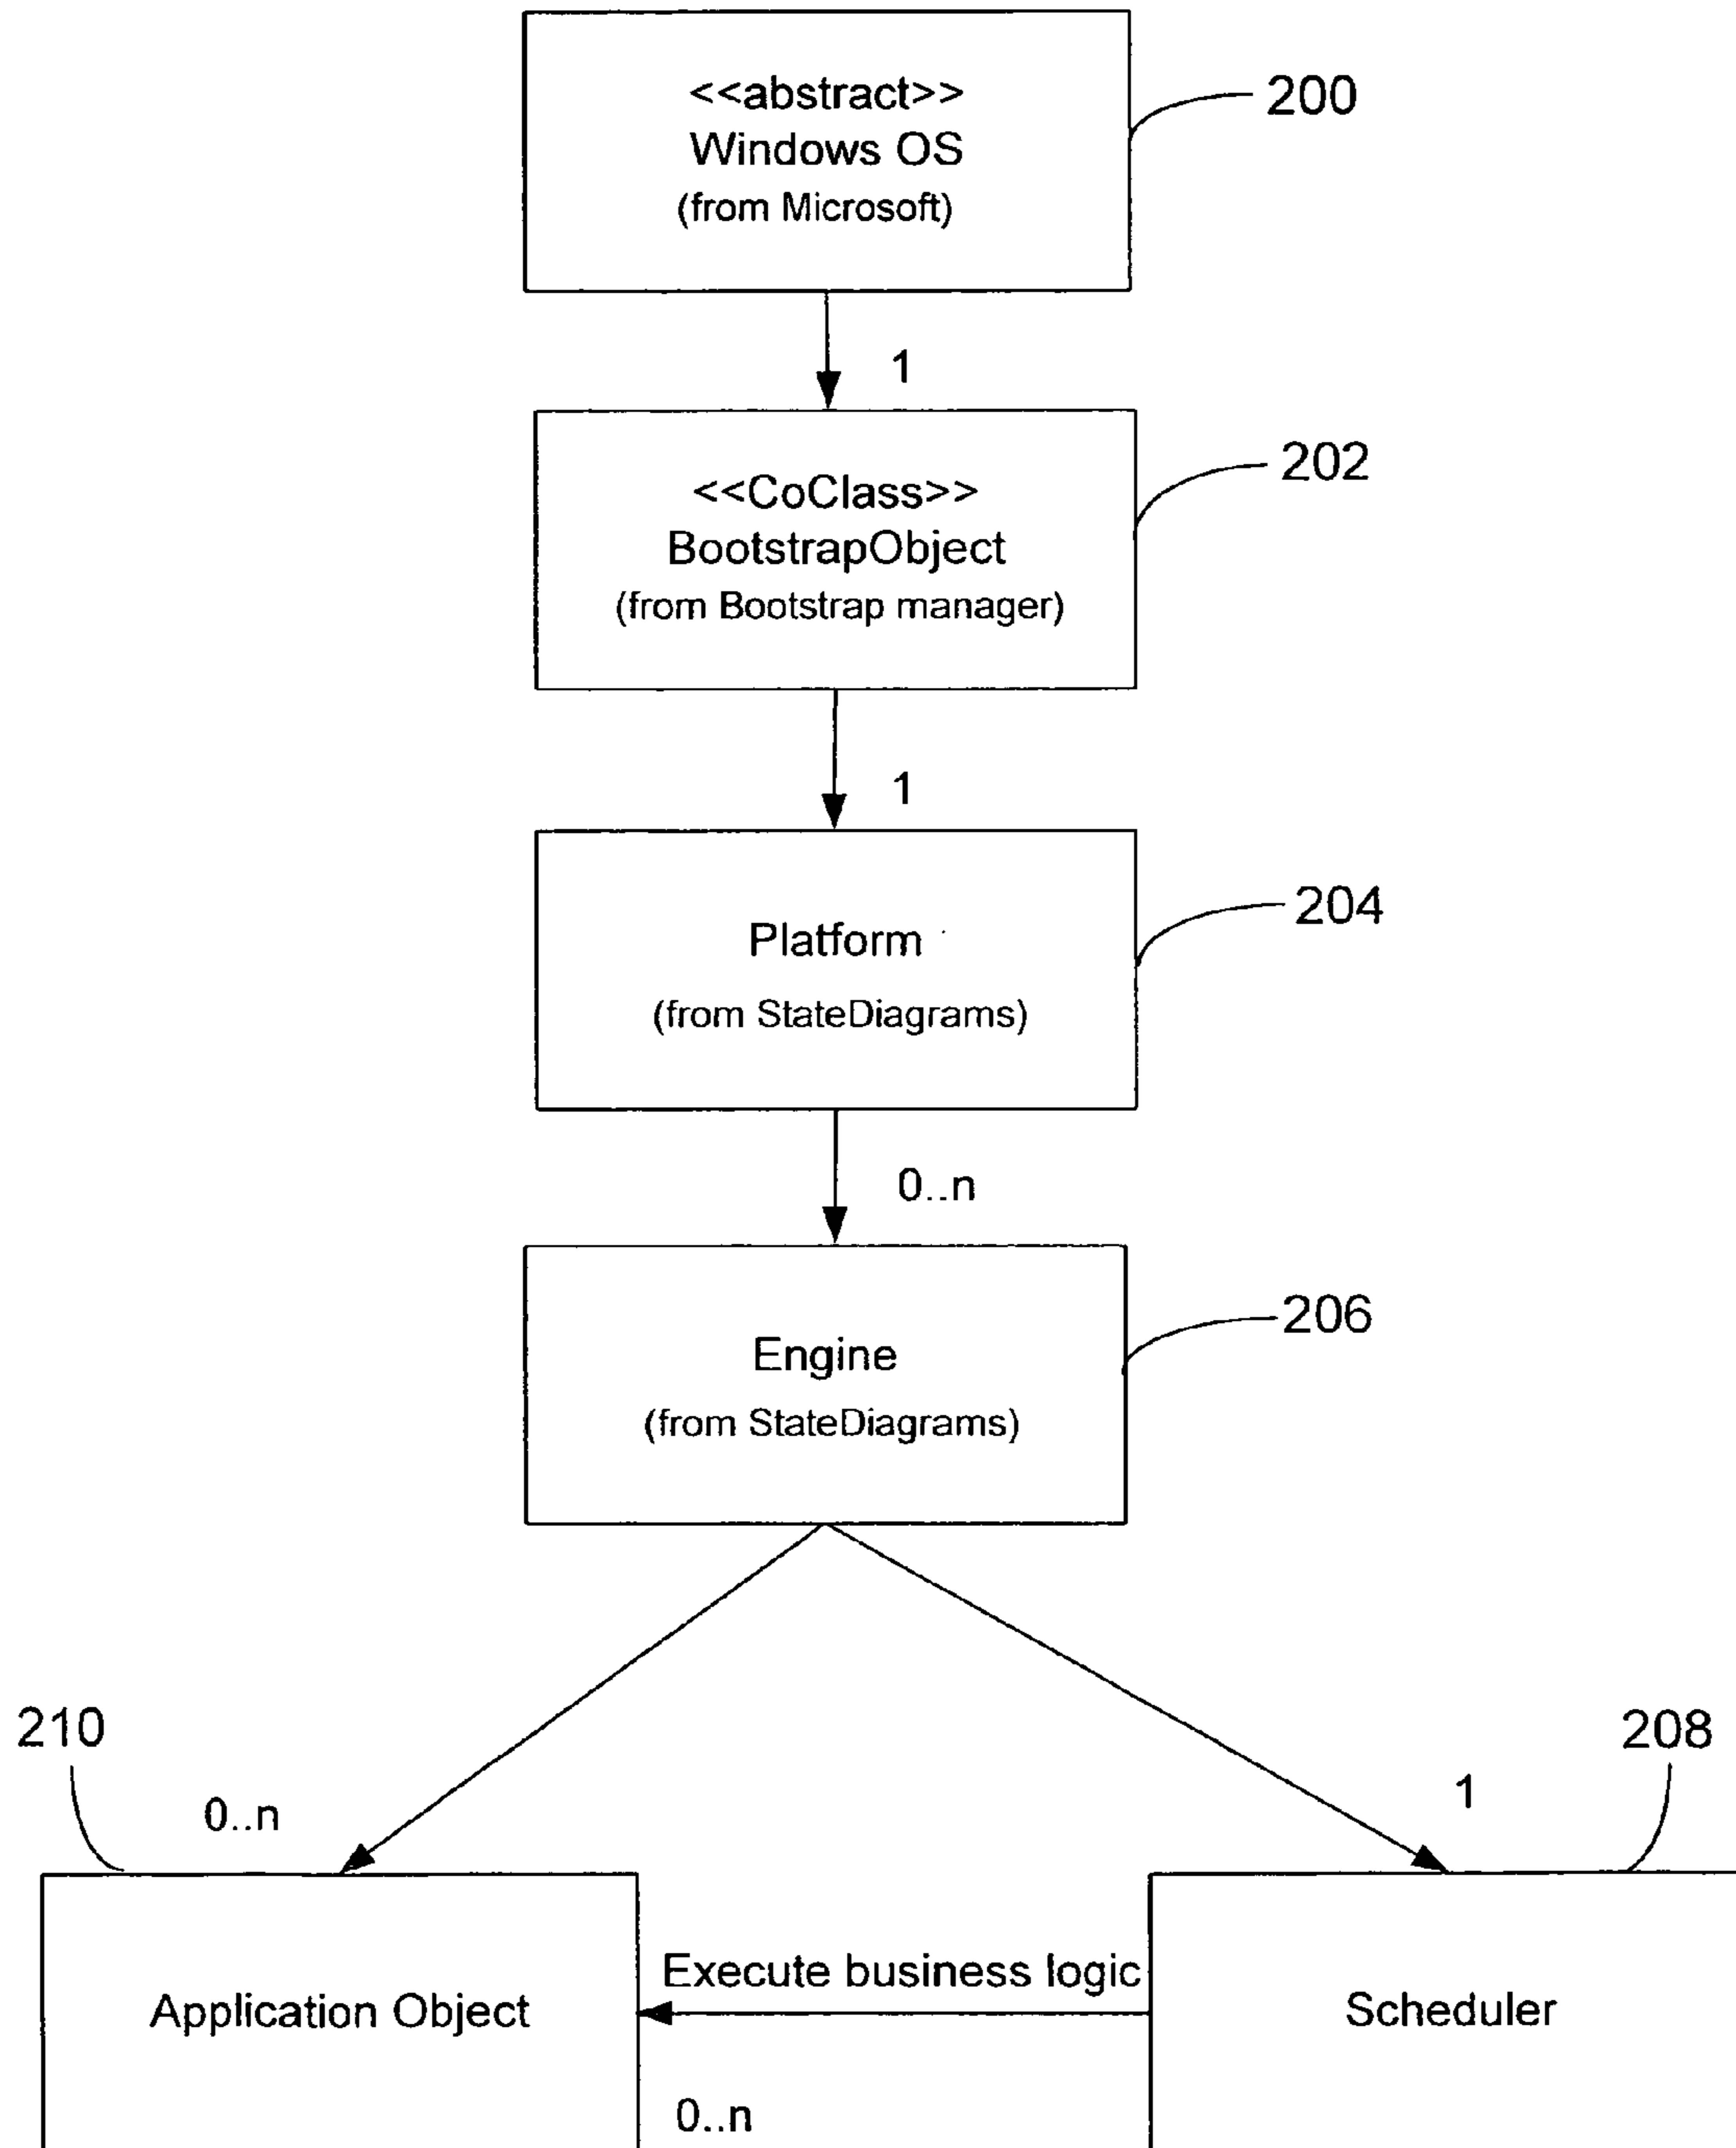 <<abstract>>
Windows OS
(from Microsoft)
200
1
<<CoClass>>
BootstrapObject
(from Bootstrap manager)
202
1
Platform
(from StateDiagrams)
204
0..n
Engine
(from StateDiagrams)
206
210
208
0..n
1
Application Object
Execute business logic
Scheduler
0..n